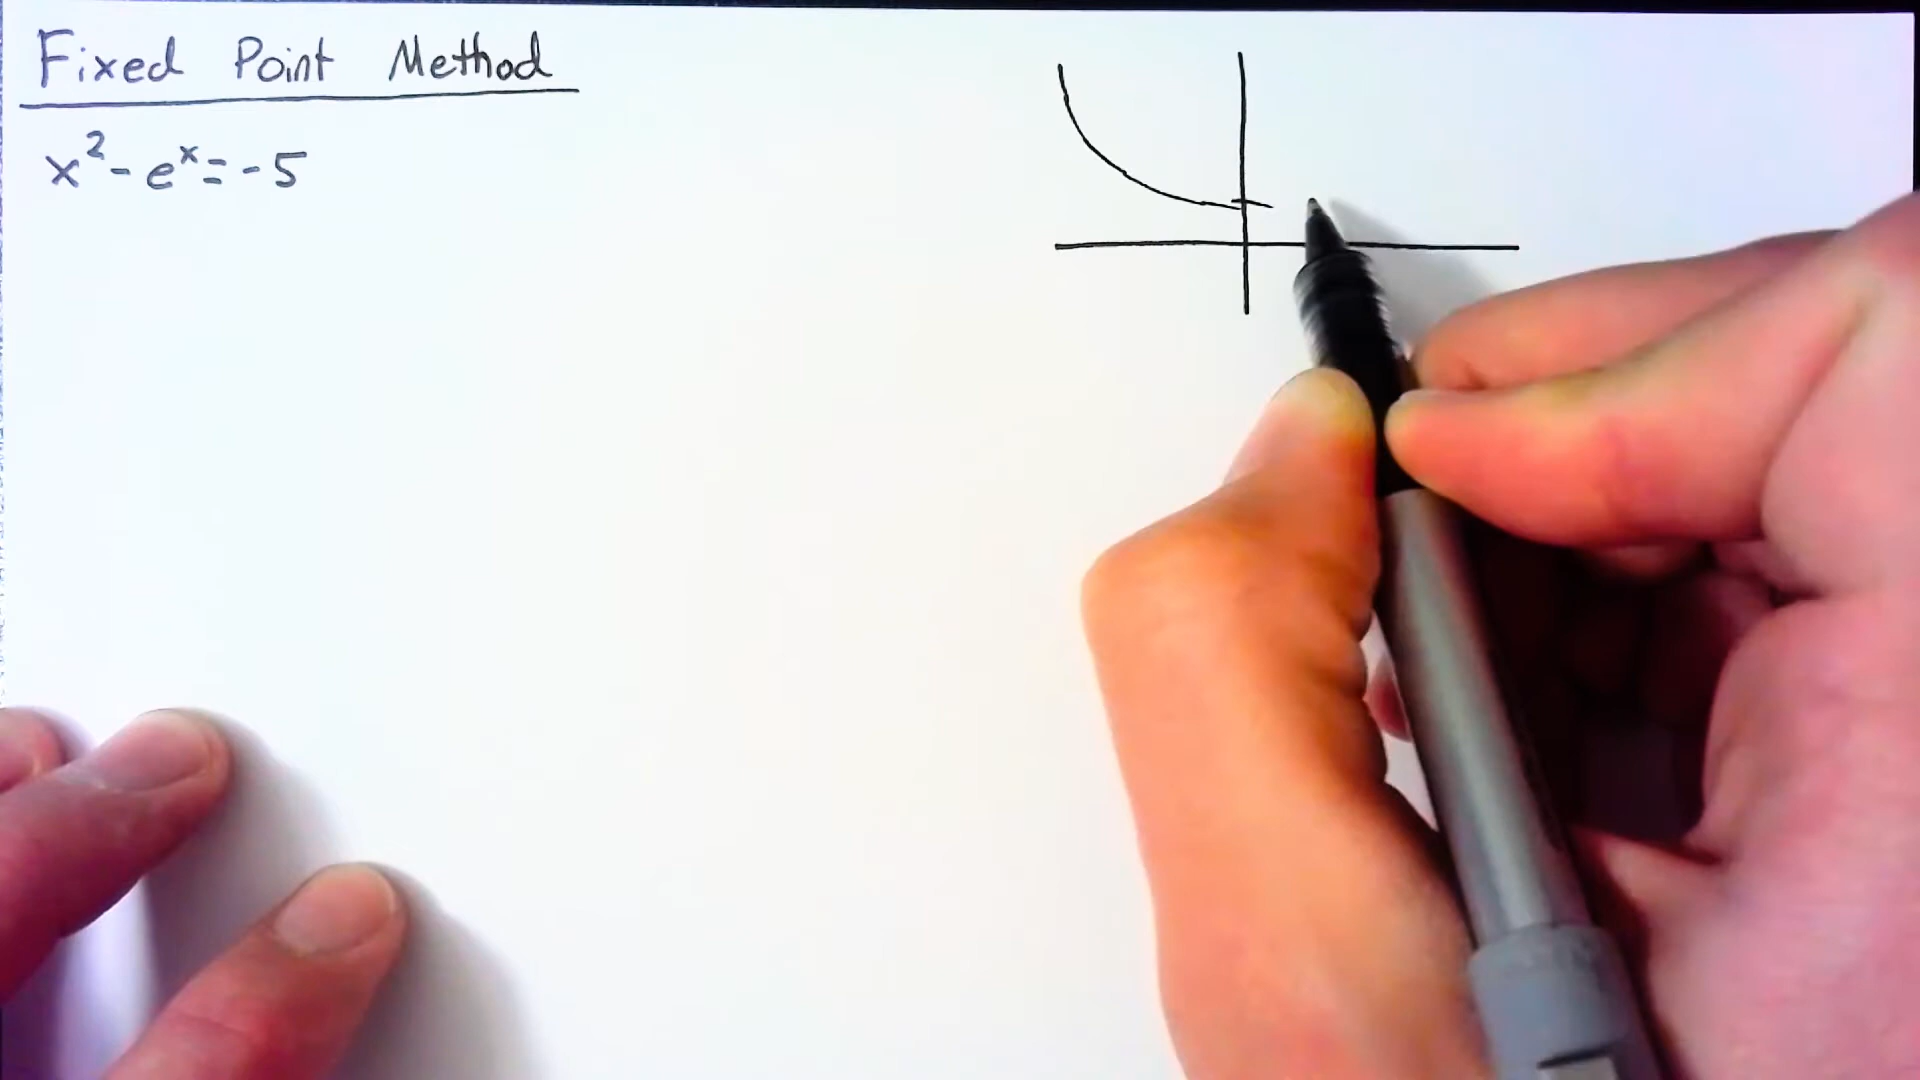 Fixed Point Method
x² - eˣ = -5